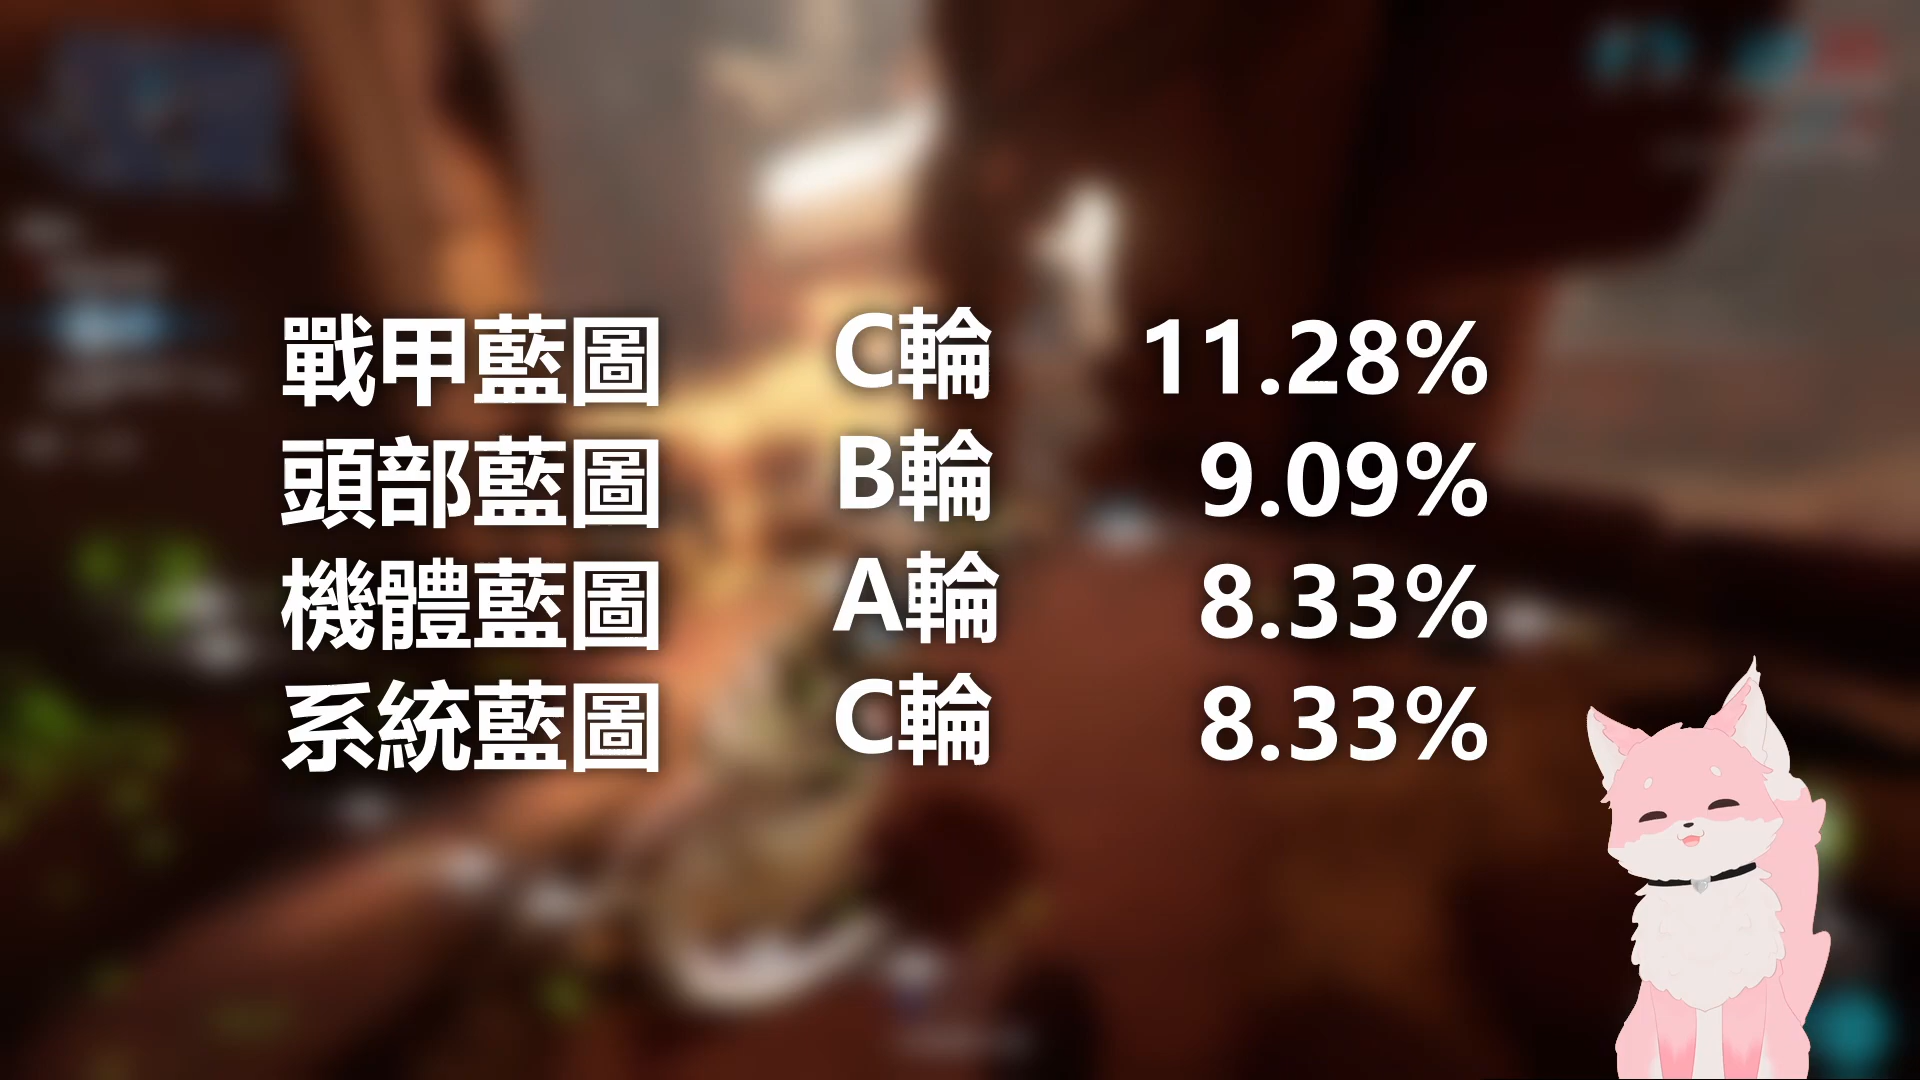 戰甲藍圖 C輪 11.28%
頭部藍圖 B輪 9.09%
機體藍圖 A輪 8.33%
系統藍圖 C輪 8.33%